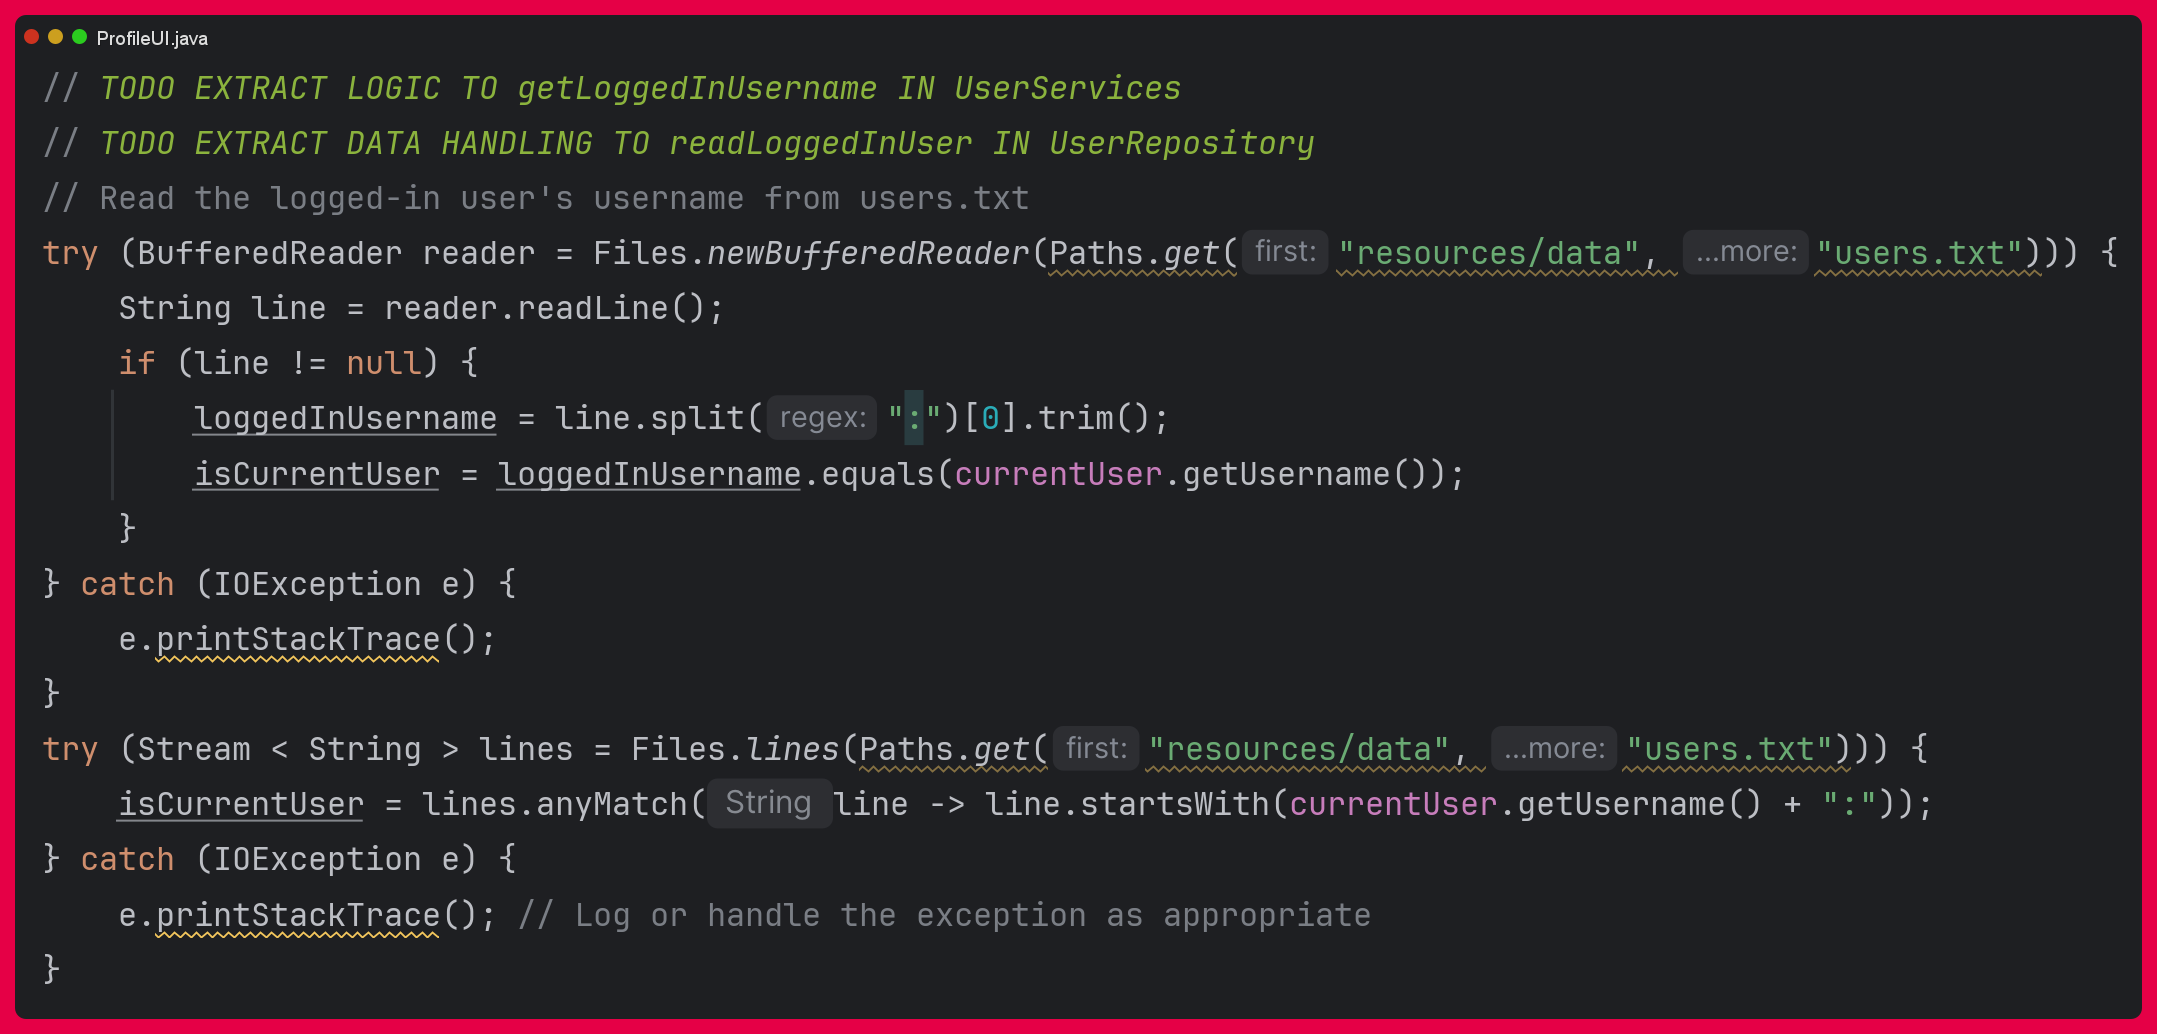 ProfileUI.java
// TODO EXTRACT LOGIC TO getLoggedInUsername IN UserServices
// TODO EXTRACT DATA HANDLING TO readLoggedInUser IN UserRepository
// Read the logged-in user's username from users.txt
try (BufferedReader reader = Files.newBufferedReader(Paths.get( first: "resources/data", ...more: "users.txt"))) {
    String line = reader.readLine();
    if (line != null) {
        loggedInUsername = line.split( regex: ":")[0].trim();
        isCurrentUser = loggedInUsername.equals(currentUser.getUsername());
    }
} catch (IOException e) {
    e.printStackTrace();
}
try (Stream < String > lines = Files.lines(Paths.get( first: "resources/data", ...more: "users.txt"))) {
    isCurrentUser = lines.anyMatch( String line -> line.startsWith(currentUser.getUsername() + ":"));
} catch (IOException e) {
    e.printStackTrace(); // Log or handle the exception as appropriate
}